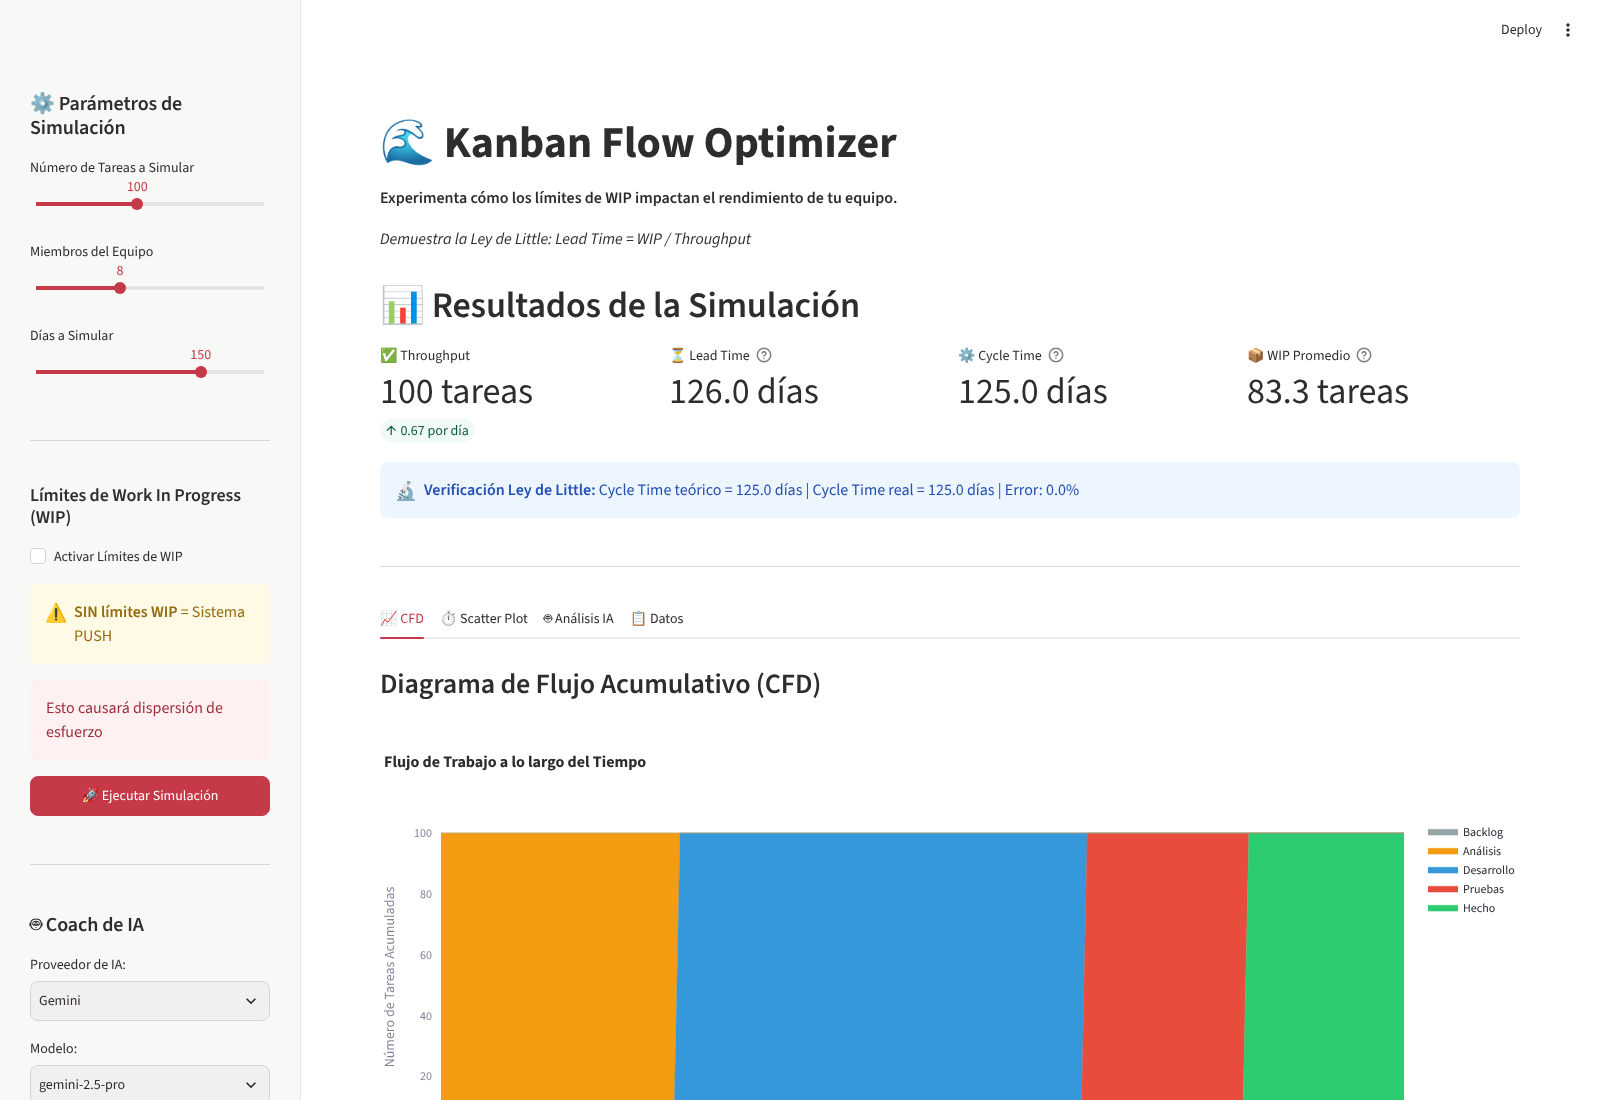 Deploy
⚙️ Parámetros de
Simulación
Número de Tareas a Simular
100
Miembros del Equipo
8
Días a Simular
150
Límites de Work In Progress
(WIP)
Activar Límites de WIP
⚠️ SIN límites WIP = Sistema
PUSH
Esto causará dispersión de
esfuerzo
🚀 Ejecutar Simulación
Coach de IA
Proveedor de IA:
Gemini
Modelo:
gemini-2.5-pro
🌊 Kanban Flow Optimizer
Experimenta cómo los límites de WIP impactan el rendimiento de tu equipo.
Demuestra la Ley de Little: Lead Time = WIP / Throughput
📊 Resultados de la Simulación
✅ Throughput
100 tareas
↑ 0.67 por día
⏳ Lead Time
126.0 días
⚙️ Cycle Time
125.0 días
📦 WIP Promedio
83.3 tareas
🔬 Verificación Ley de Little: Cycle Time teórico = 125.0 días | Cycle Time real = 125.0 días | Error: 0.0%
📈 CFD
⏱️ Scatter Plot
Análisis IA
📋 Datos
Diagrama de Flujo Acumulativo (CFD)
Flujo de Trabajo a lo largo del Tiempo
Número de Tareas Acumuladas
100
80
60
40
20
Backlog
Análisis
Desarrollo
Pruebas
Hecho